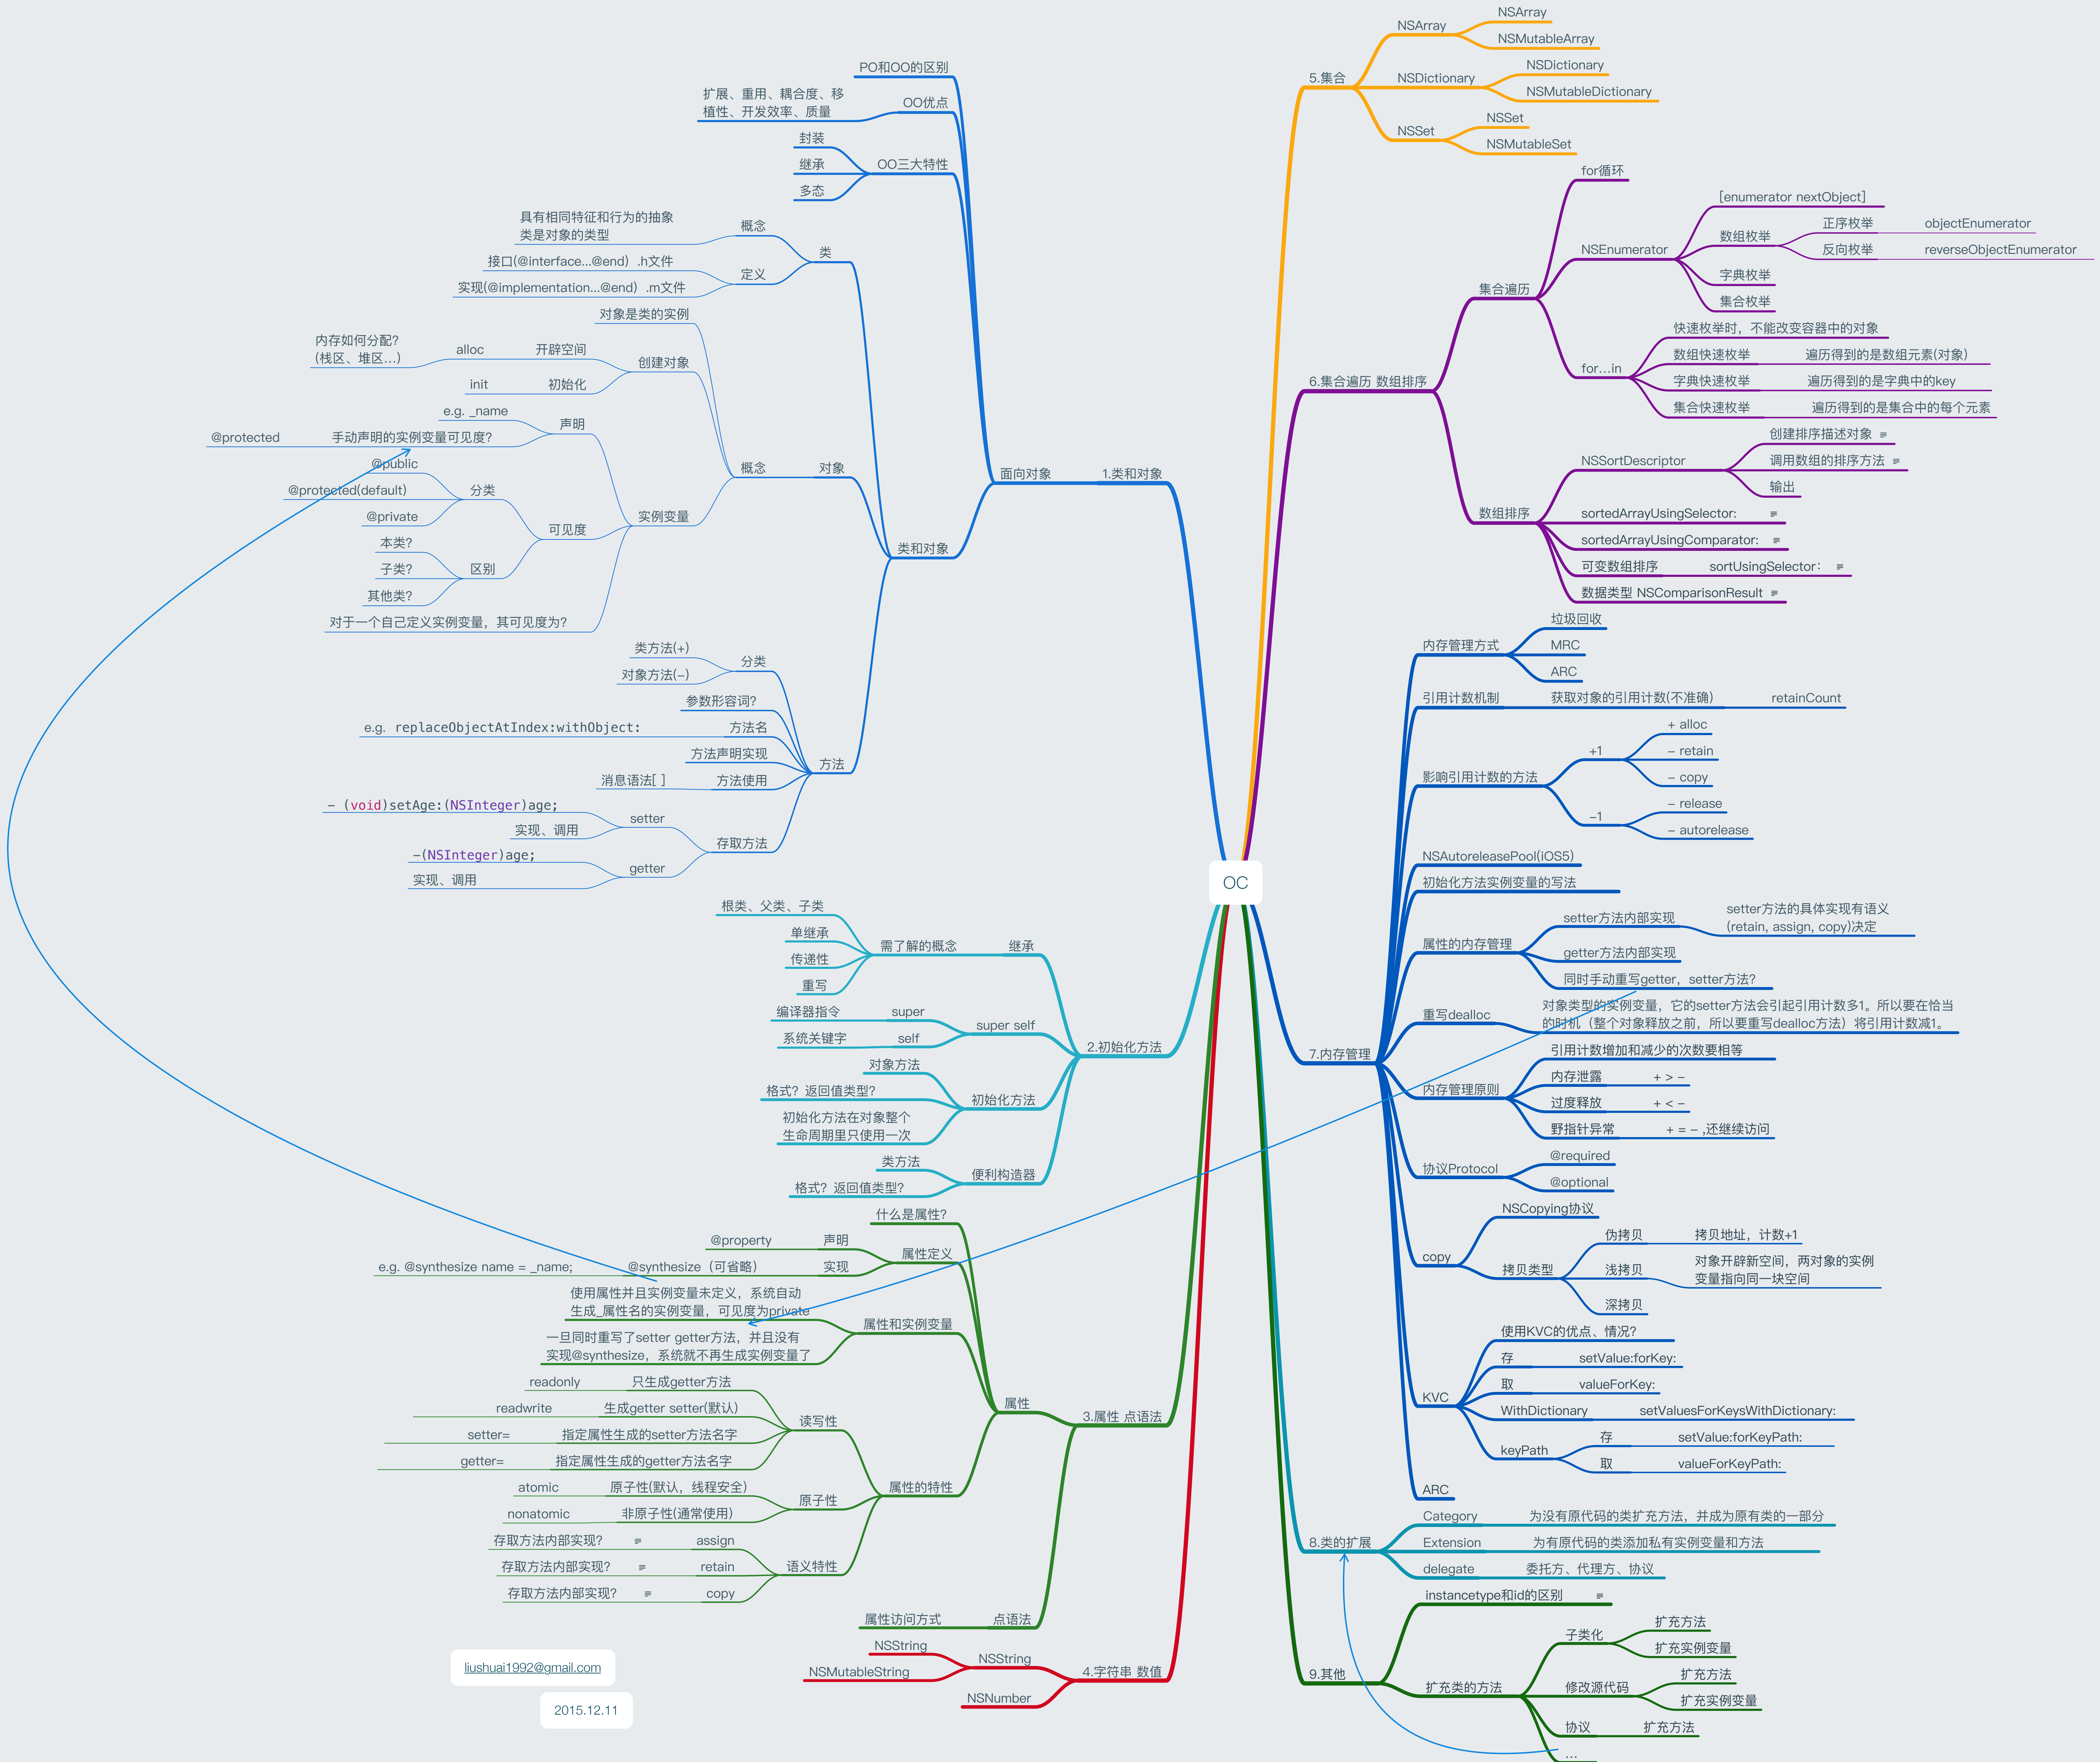 OC
1.类和对象
面向对象
PO和OO的区别
OO优点
扩展、重用、耦合度、移
植性、开发效率、质量
OO三大特性
封装
继承
多态
类和对象
类
概念
具有相同特征和行为的抽象
类是对象的类型
定义
接口(@interface...@end) .h文件
实现(@implementation...@end) .m文件
对象
概念
对象是类的实例
创建对象
开辟空间
alloc
内存如何分配?
(栈区、堆区...)
初始化
init
实例变量
声明
e.g. _name
手动声明的实例变量可见度?
@protected
可见度
分类
@public
@protected(default)
@private
区别
本类?
子类?
其他类?
对于一个自己定义实例变量，其可见度为?
方法
分类
类方法(+)
对象方法(-)
参数形容词?
方法名
e.g. replaceObjectAtIndex:withObject:
方法声明实现
方法使用
消息语法[ ]
存取方法
setter
- (void)setAge:(NSInteger)age;
实现、调用
getter
-(NSInteger)age;
实现、调用
2.初始化方法
继承
需了解的概念
根类、父类、子类
单继承
传递性
重写
super self
super
编译器指令
self
系统关键字
初始化方法
对象方法
格式? 返回值类型?
初始化方法在对象整个
生命周期里只使用一次
便利构造器
类方法
格式? 返回值类型?
3.属性 点语法
属性
什么是属性?
属性定义
声明
@property
实现
@synthesize（可省略）
e.g. @synthesize name = _name;
属性和实例变量
使用属性并且实例变量未定义，系统自动
生成_属性名的实例变量，可见度为private
一旦同时重写了setter getter方法，并且没有
实现@synthesize，系统就不再生成实例变量了
属性的特性
读写性
只生成getter方法
readonly
生成getter setter(默认)
readwrite
指定属性生成的setter方法名字
setter=
指定属性生成的getter方法名字
getter=
原子性
原子性(默认，线程安全)
atomic
非原子性(通常使用)
nonatomic
语义特性
assign
存取方法内部实现?
retain
存取方法内部实现?
copy
存取方法内部实现?
点语法
属性访问方式
4.字符串 数值
NSString
NSString
NSMutableString
NSNumber
5.集合
NSArray
NSArray
NSMutableArray
NSDictionary
NSDictionary
NSMutableDictionary
NSSet
NSSet
NSMutableSet
6.集合遍历 数组排序
集合遍历
for循环
NSEnumerator
[enumerator nextObject]
数组枚举
正序枚举
objectEnumerator
反向枚举
reverseObjectEnumerator
字典枚举
集合枚举
for...in
快速枚举时，不能改变容器中的对象
数组快速枚举
遍历得到的是数组元素(对象)
字典快速枚举
遍历得到的是字典中的key
集合快速枚举
遍历得到的是集合中的每个元素
数组排序
NSSortDescriptor
创建排序描述对象
调用数组的排序方法
输出
sortedArrayUsingSelector:
sortedArrayUsingComparator:
可变数组排序
sortUsingSelector：
数据类型 NSComparisonResult
7.内存管理
内存管理方式
垃圾回收
MRC
ARC
引用计数机制
获取对象的引用计数(不准确)
retainCount
影响引用计数的方法
+1
+ alloc
- retain
- copy
-1
- release
- autorelease
NSAutoreleasePool(iOS5)
初始化方法实例变量的写法
属性的内存管理
setter方法内部实现
setter方法的具体实现有语义
(retain, assign, copy)决定
getter方法内部实现
同时手动重写getter，setter方法?
重写dealloc
对象类型的实例变量，它的setter方法会引起引用计数多1。所以要在恰当
的时机（整个对象释放之前，所以要重写dealloc方法）将引用计数减1。
内存管理原则
引用计数增加和减少的次数要相等
内存泄露
+ > -
过度释放
+ < -
野指针异常
+ = - ,还继续访问
协议Protocol
@required
@optional
copy
NSCopying协议
拷贝类型
伪拷贝
拷贝地址，计数+1
浅拷贝
对象开辟新空间，两对象的实例
变量指向同一块空间
深拷贝
KVC
使用KVC的优点、情况?
存
setValue:forKey:
取
valueForKey:
WithDictionary
setValuesForKeysWithDictionary:
keyPath
存
setValue:forKeyPath:
取
valueForKeyPath:
ARC
8.类的扩展
Category
为没有原代码的类扩充方法，并成为原有类的一部分
Extension
为有原代码的类添加私有实例变量和方法
delegate
委托方、代理方、协议
9.其他
instancetype和id的区别
扩充类的方法
子类化
扩充方法
扩充实例变量
修改源代码
扩充方法
扩充实例变量
协议
扩充方法
...
liushuai1992@gmail.com
2015.12.11